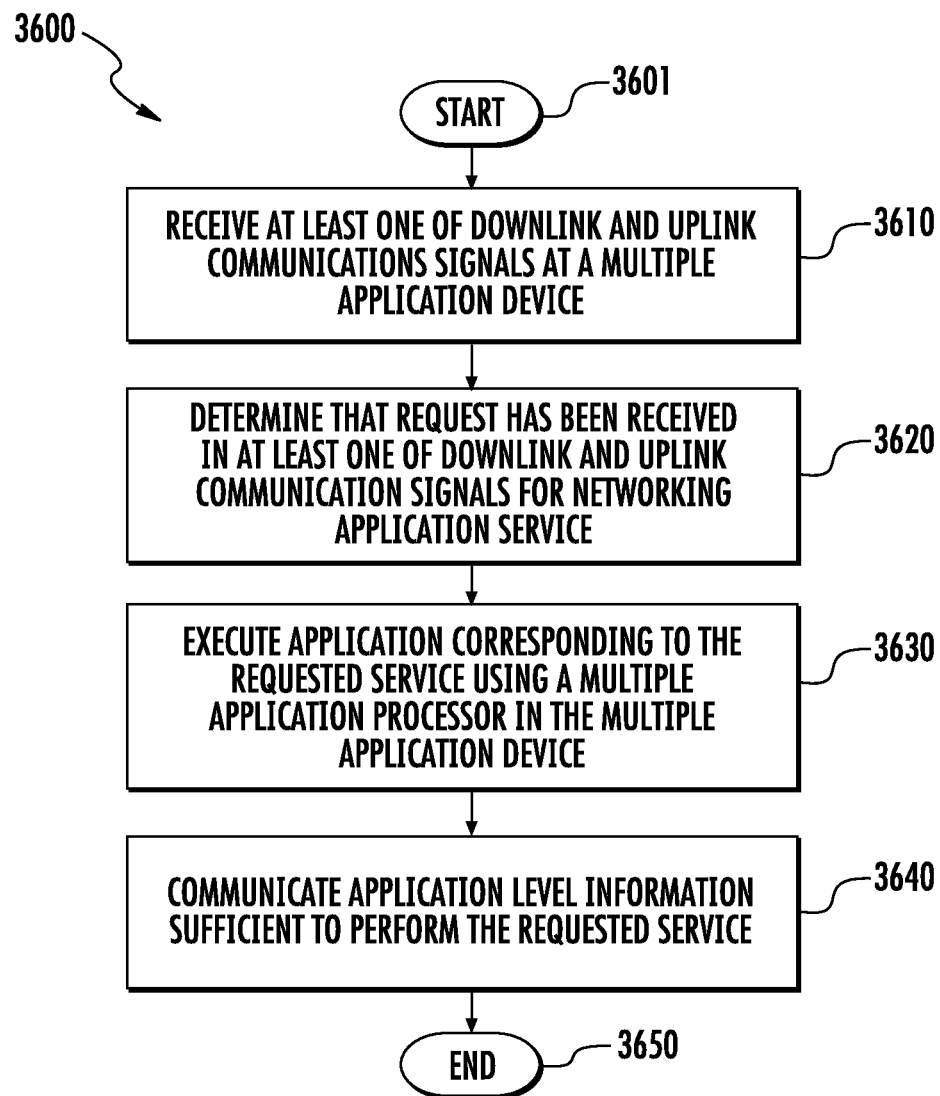 3600
START
3601
RECEIVE AT LEAST ONE OF DOWNLINK AND UPLINK
COMMUNICATIONS SIGNALS AT A MULTIPLE
APPLICATION DEVICE
3610
DETERMINE THAT REQUEST HAS BEEN RECEIVED
IN AT LEAST ONE OF DOWNLINK AND UPLINK
COMMUNICATION SIGNALS FOR NETWORKING
APPLICATION SERVICE
3620
EXECUTE APPLICATION CORRESPONDING TO THE
REQUESTED SERVICE USING A MULTIPLE
APPLICATION PROCESSOR IN THE MULTIPLE
APPLICATION DEVICE
3630
COMMUNICATE APPLICATION LEVEL INFORMATION
SUFFICIENT TO PERFORM THE REQUESTED SERVICE
3640
END
3650